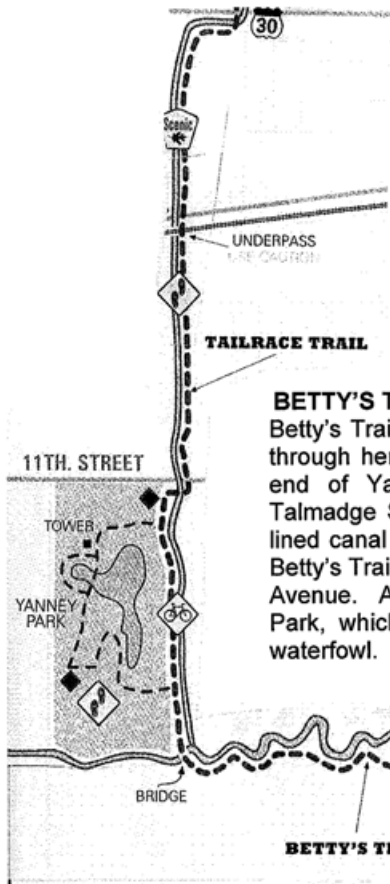 30
Scenic
UNDERPASS
USE CAUTION
TAILRACE TRAIL
BETTY'S T
Betty's Trai
through her
end of Ya
Talmadge S
lined canal
Betty's Trai
Avenue. A
Park, which
waterfowl.
11TH. STREET
TOWER
YANNEY
PARK
BRIDGE
BETTY'S T